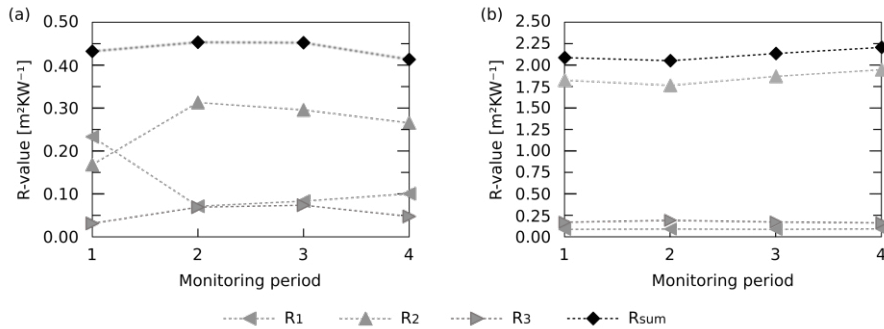 (a)
R-value [m²KW⁻¹]
0.50
0.40
0.30
0.20
0.10
0.00
1 2 3 4
Monitoring period
(b)
R-value [m²KW⁻¹]
2.50
2.25
2.00
1.75
1.50
1.25
1.00
0.75
0.50
0.25
0.00
1 2 3 4
Monitoring period
R1 R2 R3 Rsum